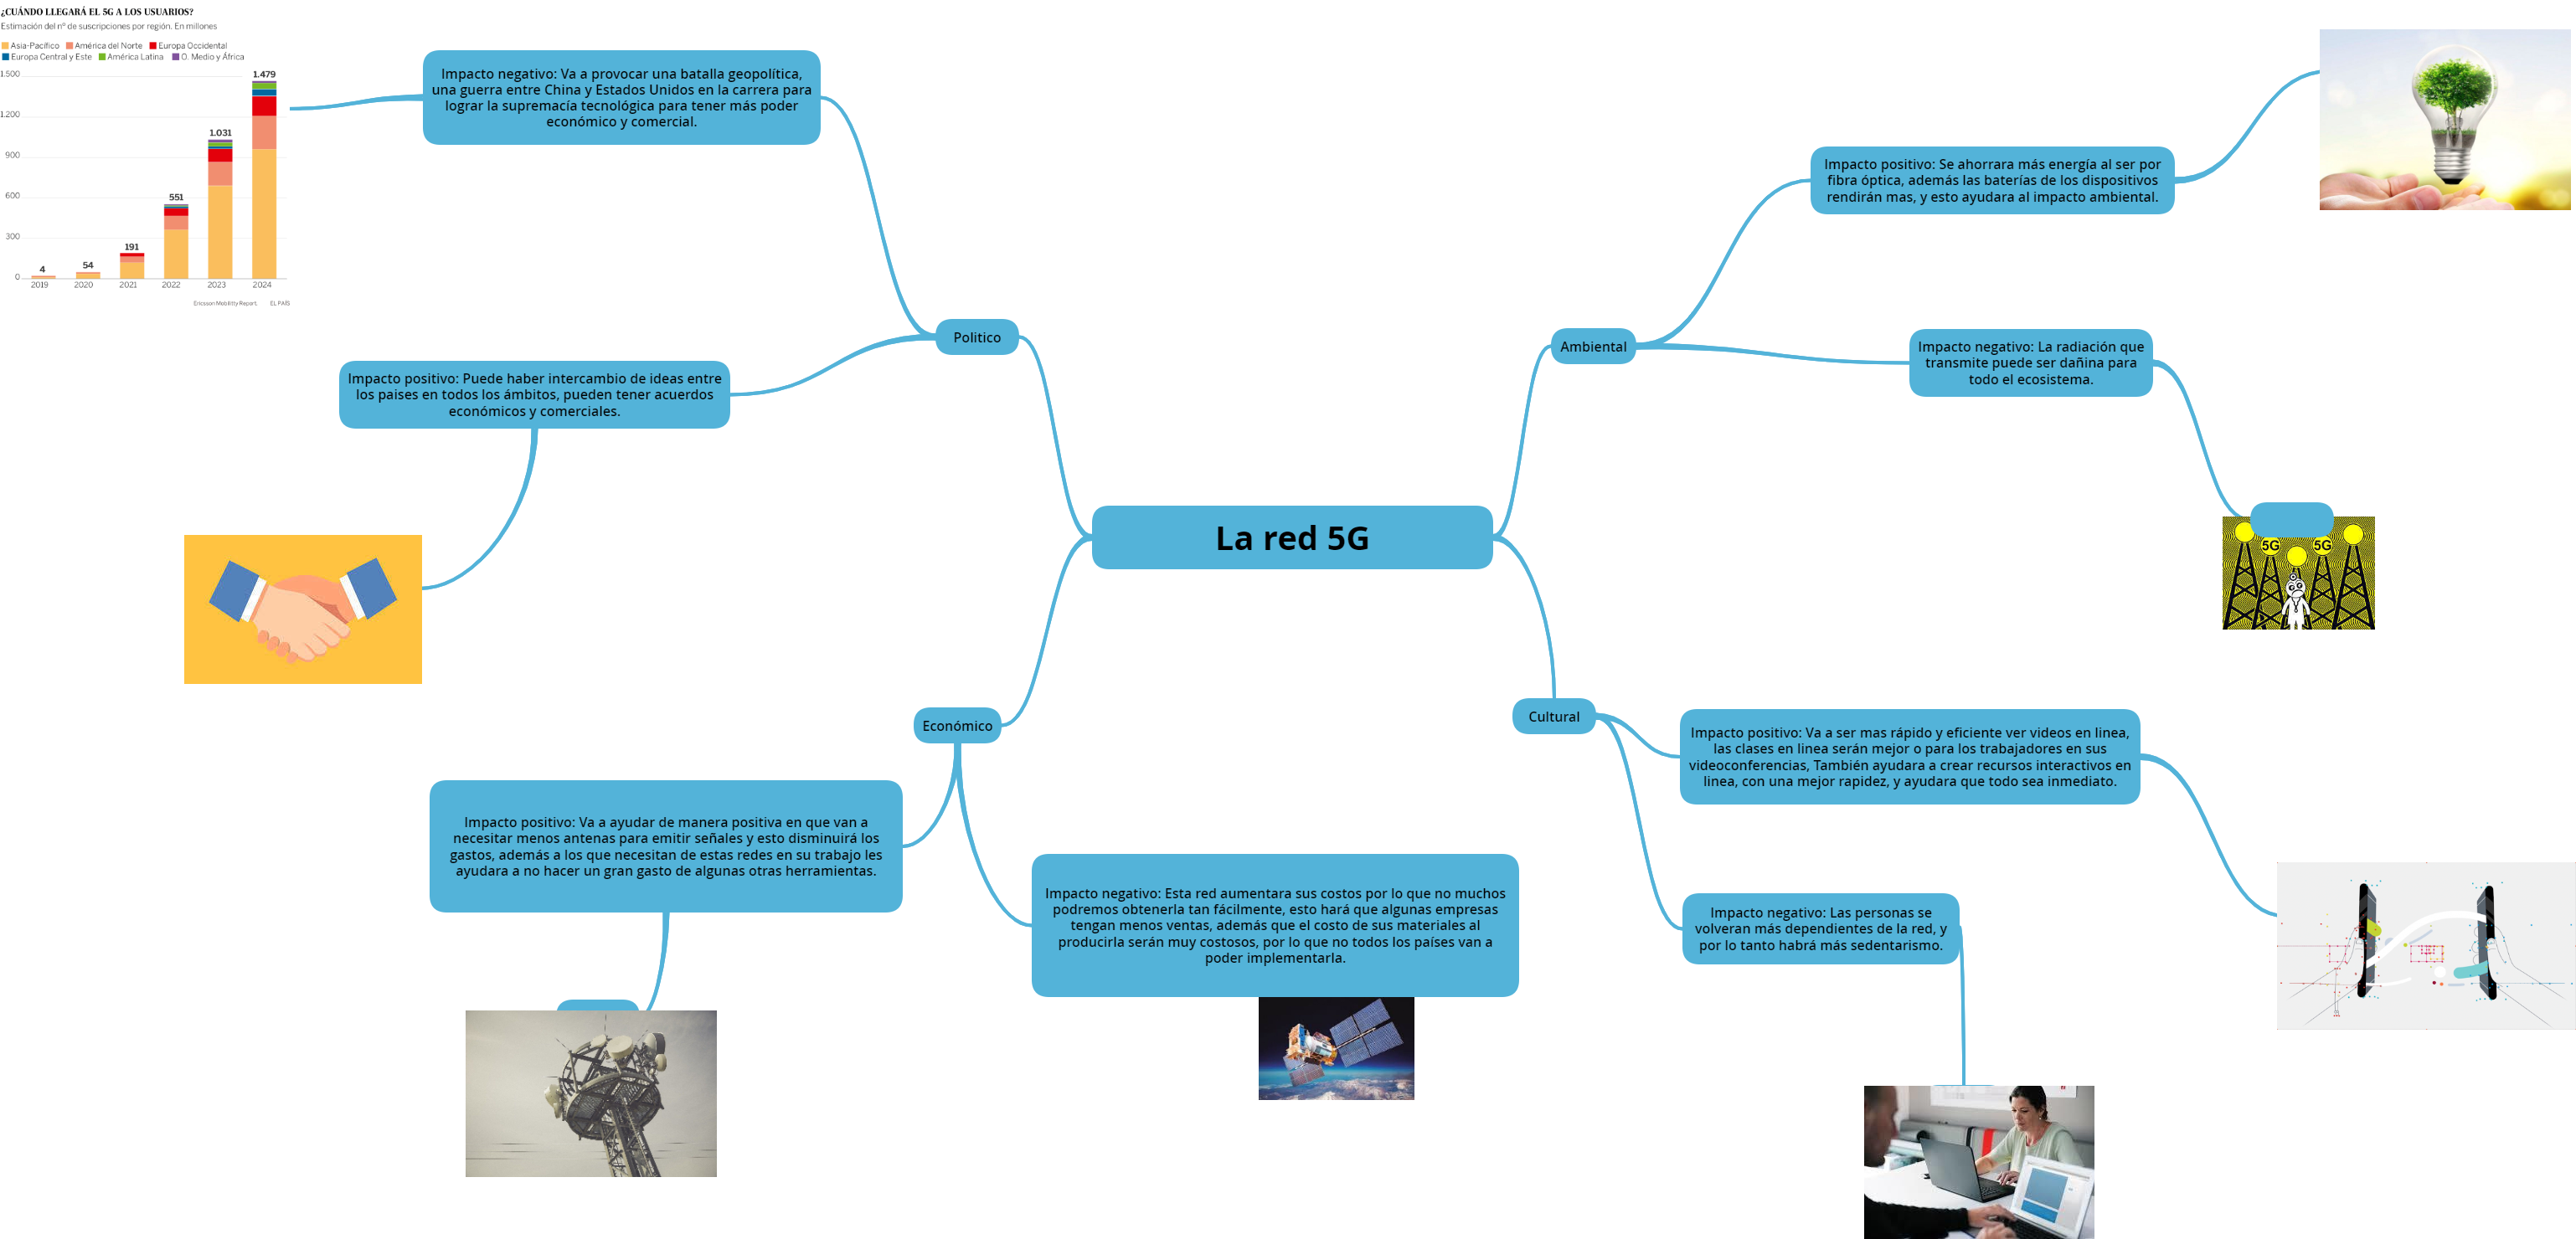 ¿CUÁNDO LLEGARÁ EL 5G A LOS USUARIOS?
Estimación del nº de suscripciones por región. En millones
Asia-Pacífico América del Norte Europa Occidental
Europa Central y Este América Latina O. Medio y África
1.500
1.200
900
600
300
0
4
54
191
551
1.031
1.479
2019 2020 2021 2022 2023 2024
Ericsson Mobility Report. EL PAÍS
Impacto negativo: Va a provocar una batalla geopolítica,
una guerra entre China y Estados Unidos en la carrera para
lograr la supremacía tecnológica para tener más poder
económico y comercial.
Politico
Impacto positivo: Puede haber intercambio de ideas entre
los paises en todos los ámbitos, pueden tener acuerdos
económicos y comerciales.
La red 5G
Ambiental
Impacto positivo: Se ahorrara más energía al ser por
fibra óptica, además las baterías de los dispositivos
rendirán mas, y esto ayudara al impacto ambiental.
Impacto negativo: La radiación que
transmite puede ser dañina para
todo el ecosistema.
5G 5G
Económico
Impacto positivo: Va a ayudar de manera positiva en que van a
necesitar menos antenas para emitir señales y esto disminuirá los
gastos, además a los que necesitan de estas redes en su trabajo les
ayudara a no hacer un gran gasto de algunas otras herramientas.
Impacto negativo: Esta red aumentara sus costos por lo que no muchos
podremos obtenerla tan fácilmente, esto hará que algunas empresas
tengan menos ventas, además que el costo de sus materiales al
producirla serán muy costosos, por lo que no todos los países van a
poder implementarla.
Cultural
Impacto positivo: Va a ser mas rápido y eficiente ver videos en linea,
las clases en linea serán mejor o para los trabajadores en sus
videoconferencias, También ayudara a crear recursos interactivos en
linea, con una mejor rapidez, y ayudara que todo sea inmediato.
Impacto negativo: Las personas se
volveran más dependientes de la red, y
por lo tanto habrá más sedentarismo.